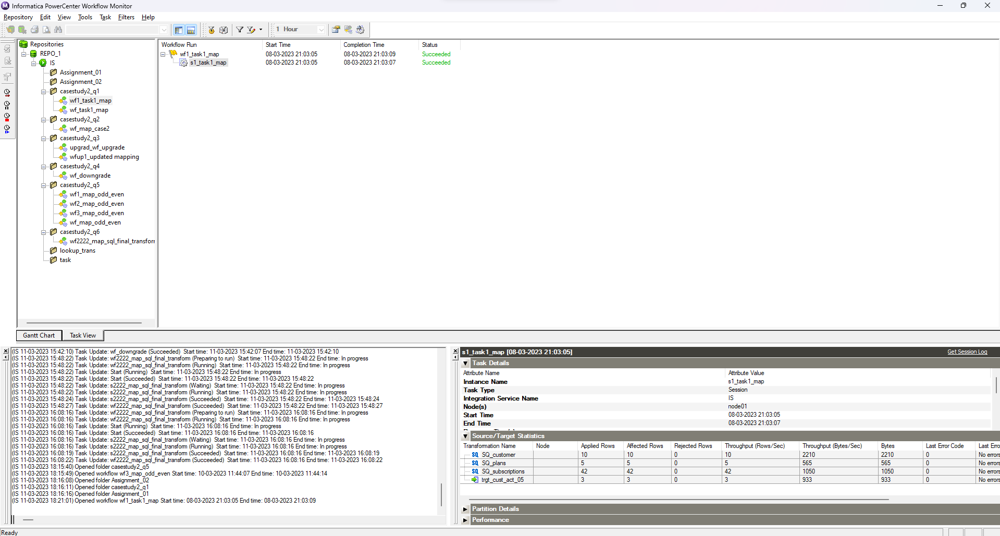 Informatica PowerCenter Workflow Monitor
Repository Edit View Tools Task Filters Help
1 Hour
Repositories
REPO_1
IS
Assignment_01
Assignment_02
casestudy2_q1
wf1_task1_map
wf_task1_map
casestudy2_q2
wf_map_case2
casestudy2_q3
upgrad_wf_upgrade
wfup1_updated mapping
casestudy2_q4
wf_downgrade
casestudy2_q5
wf1_map_odd_even
wf2_map_odd_even
wf3_map_odd_even
wf_map_odd_even
casestudy2_q6
wf2222_map_sql_final_transforr
lookup_trans
task
Workflow Run Start Time Completion Time Status
wf1_task1_map 08-03-2023 21:03:05 08-03-2023 21:03:09 Succeeded
s1_task1_map 08-03-2023 21:03:05 08-03-2023 21:03:07 Succeeded
Gantt Chart Task View
(IS 11-03-2023 15:42:10) Task Update: wf_downgrade (Succeeded) Start time: 11-03-2023 15:42:07 End time: 11-03-2023 15:42:10
(IS 11-03-2023 15:48:22) Task Update: wf2222_map_sql_final_transform (Preparing to run) Start time: 11-03-2023 15:48:22 End time: In progress
(IS 11-03-2023 15:48:22) Task Update: wf2222_map_sql_final_transform (Running) Start time: 11-03-2023 15:48:22 End time: In progress
(IS 11-03-2023 15:48:22) Task Update: Start (Running) Start time: 11-03-2023 15:48:22 End time: In progress
(IS 11-03-2023 15:48:22) Task Update: Start (Succeeded) Start time: 11-03-2023 15:48:22 End time: 11-03-2023 15:48:22
(IS 11-03-2023 15:48:22) Task Update: s2222_map_sql_final_transform (Waiting) Start time: 11-03-2023 15:48:22 End time: In progress
(IS 11-03-2023 15:48:22) Task Update: s2222_map_sql_final_transform (Running) Start time: 11-03-2023 15:48:22 End time: In progress
(IS 11-03-2023 15:48:24) Task Update: s2222_map_sql_final_transform (Succeeded) Start time: 11-03-2023 15:48:22 End time: 11-03-2023 15:48:24
(IS 11-03-2023 15:48:27) Task Update: wf2222_map_sql_final_transform (Succeeded) Start time: 11-03-2023 15:48:22 End time: 11-03-2023 15:48:27
(IS 11-03-2023 16:08:16) Task Update: wf2222_map_sql_final_transform (Preparing to run) Start time: 11-03-2023 16:08:16 End time: In progress
(IS 11-03-2023 16:08:16) Task Update: wf2222_map_sql_final_transform (Running) Start time: 11-03-2023 16:08:16 End time: In progress
(IS 11-03-2023 16:08:16) Task Update: Start (Running) Start time: 11-03-2023 16:08:16 End time: In progress
(IS 11-03-2023 16:08:16) Task Update: Start (Succeeded) Start time: 11-03-2023 16:08:16 End time: 11-03-2023 16:08:16
(IS 11-03-2023 16:08:16) Task Update: s2222_map_sql_final_transform (Waiting) Start time: 11-03-2023 16:08:16 End time: In progress
(IS 11-03-2023 16:08:16) Task Update: s2222_map_sql_final_transform (Running) Start time: 11-03-2023 16:08:16 End time: In progress
(IS 11-03-2023 16:08:19) Task Update: s2222_map_sql_final_transform (Succeeded) Start time: 11-03-2023 16:08:16 End time: 11-03-2023 16:08:19
(IS 11-03-2023 16:08:22) Task Update: wf2222_map_sql_final_transform (Succeeded) Start time: 11-03-2023 16:08:16 End time: 11-03-2023 16:08:22
(IS 11-03-2023 18:15:40) Opened folder casestudy2_q5
(IS 11-03-2023 18:15:49) Opened workflow wf3_map_odd_even Start time: 10-03-2023 11:44:07 End time: 10-03-2023 11:44:14
(IS 11-03-2023 18:16:08) Opened folder Assignment_02
(IS 11-03-2023 18:16:11) Opened folder casestudy2_q1
(IS 11-03-2023 18:16:16) Opened folder Assignment_01
(IS 11-03-2023 18:21:01) Opened workflow wf1_task1_map Start time: 08-03-2023 21:03:05 End time: 08-03-2023 21:03:09
s1_task1_map [08-03-2023 21:03:05] Get Session Log
Task Details
Attribute Name Attribute Value
Instance Name s1_task1_map
Task Type Session
Integration Service Name IS
Node(s) node01
Start Time 08-03-2023 21:03:05
End Time 08-03-2023 21:03:07
Source/Target Statistics
Transformation Name Node Applied Rows Affected Rows Rejected Rows Throughput (Rows/Sec) Throughput (Bytes/Sec) Bytes Last Error Code Last Erro
SQ SQ_customer 10 10 0 10 2210 2210 0 No errors
SQ SQ_plans 5 5 0 5 565 565 0 No errors
SQ SQ_subscriptions 42 42 0 42 1050 1050 0 No errors
trgt_cust_act_05 3 3 0 3 933 933 0 No errors
Partition Details
Performance
Ready